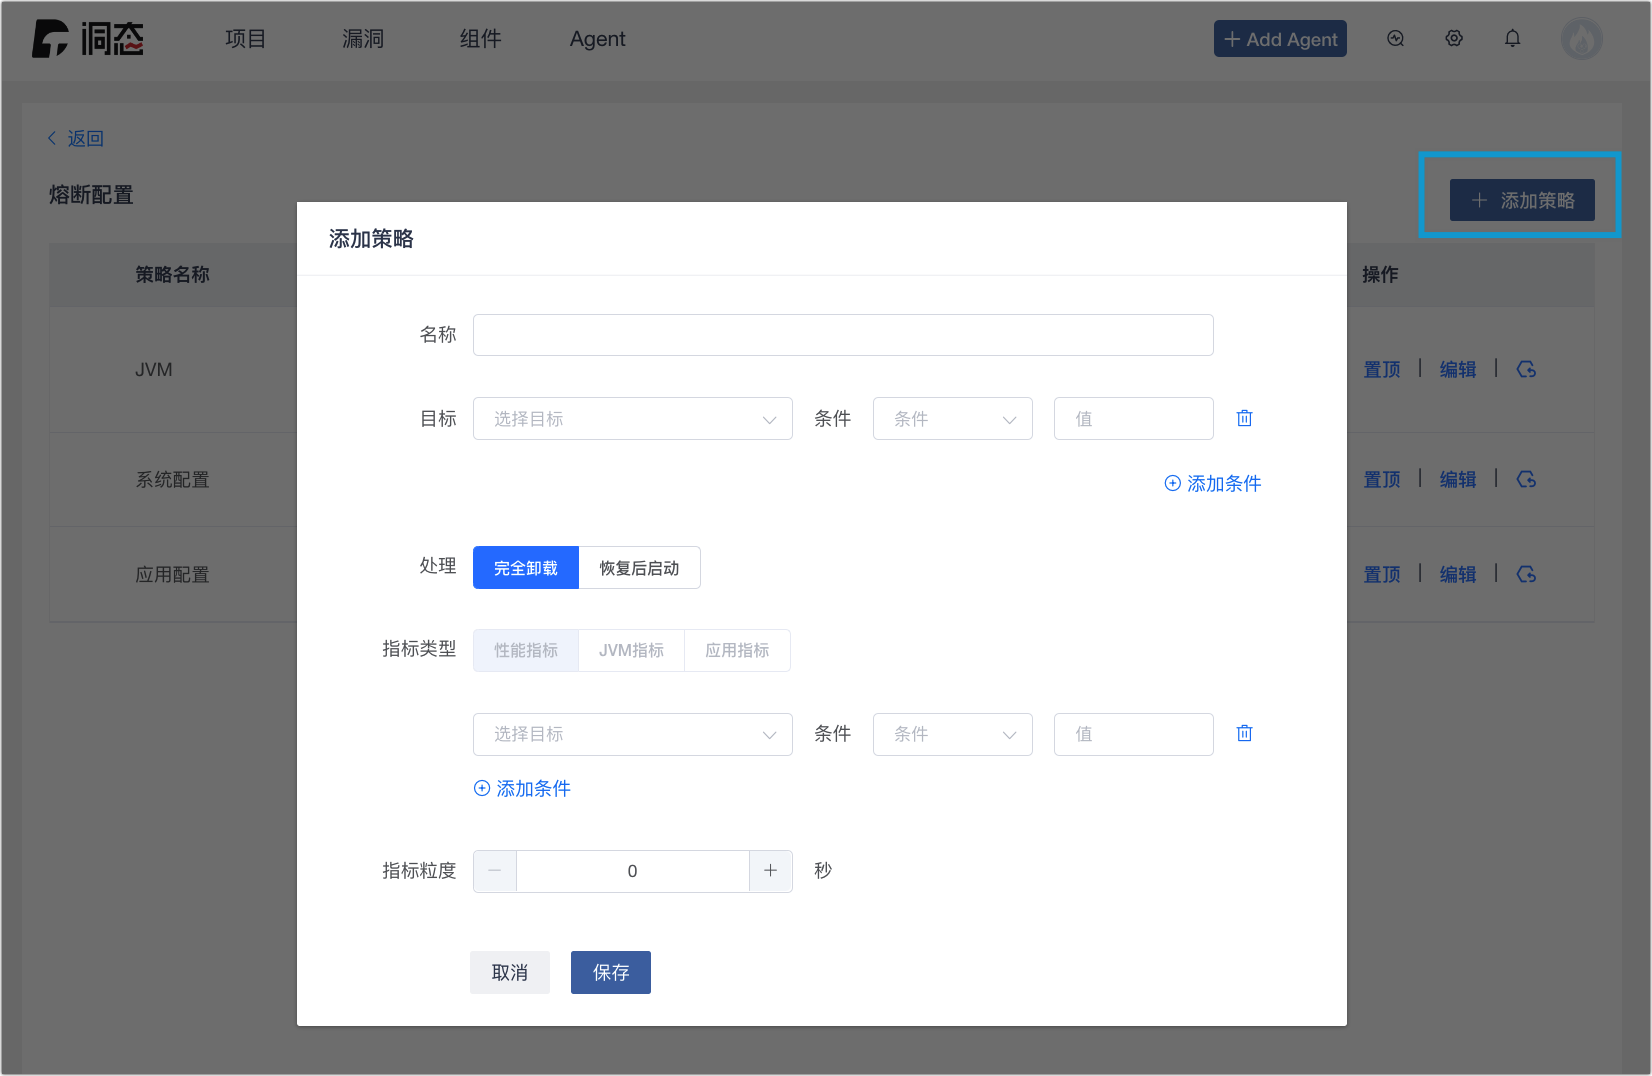 洞态 项目 漏洞 组件 Agent Add Agent
返回
熔断配置
添加策略
策略名称 操作
JVM 置顶 编辑
系统配置 置顶 编辑
应用配置 置顶 编辑
添加策略
名称
目标 选择目标 条件 条件 值
添加条件
处理 完全卸载 恢复后启动
指标类型 性能指标 JVM指标 应用指标
选择目标 条件 条件 值
添加条件
指标粒度 0 秒
取消 保存